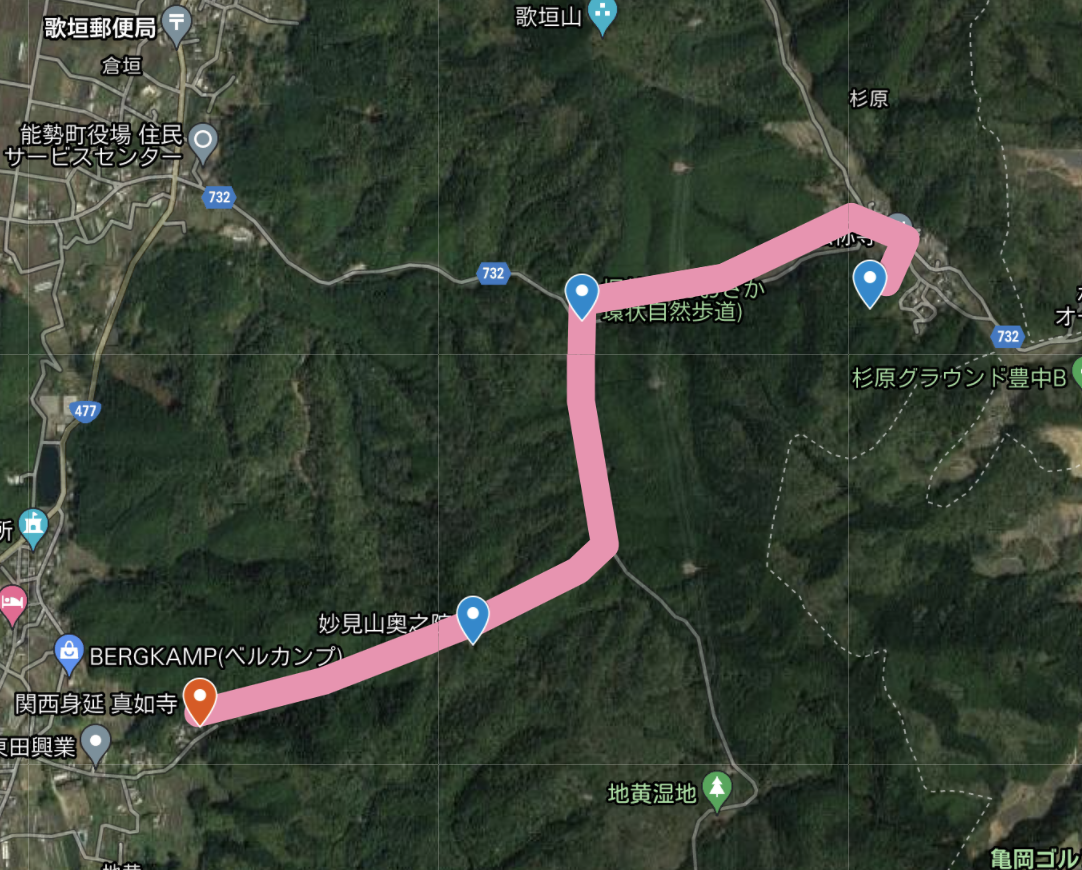 歌垣郵便局
歌垣山
倉垣
杉原
能勢町役場 住民
サービスセンター
732
732
環状自然歩道)
732
杉原グラウンド豊中B
477
所
妙見山奥之院
BERGKAMP(ベルカンプ)
関西身延 真如寺
東田興業
地黄湿地
地黄
亀岡ゴル